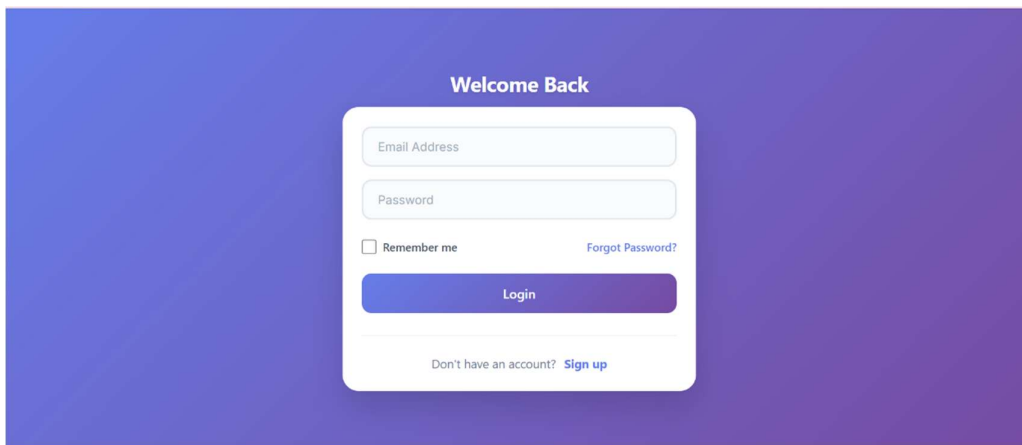 Welcome Back
Email Address
Password
Remember me Forgot Password?
Login
Don't have an account? Sign up